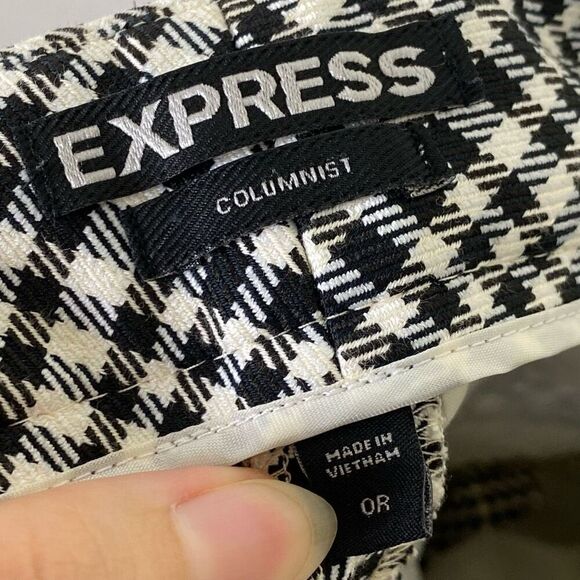 EXPRESS
COLUMNIST
MADE IN
VIETNAM
0R